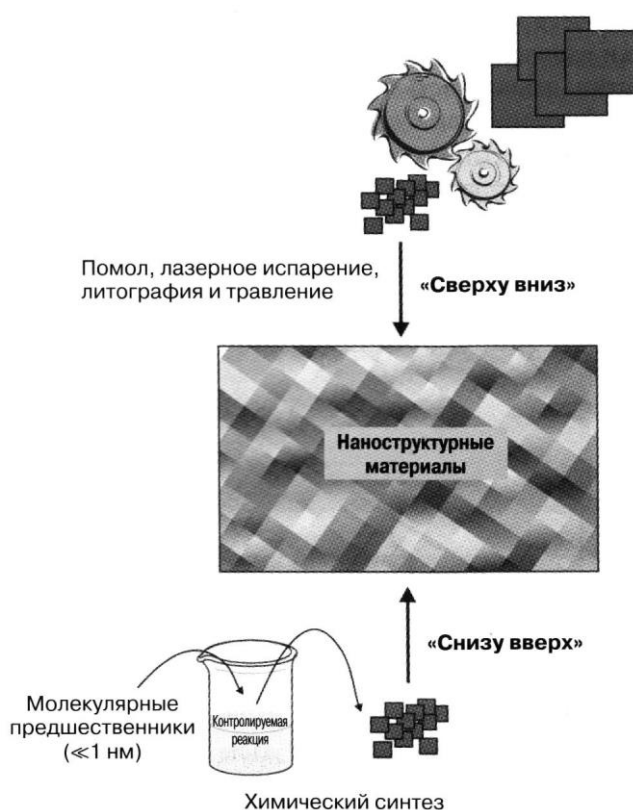 Помол, лазерное испарение,
литография и травление
«Сверху вниз»
Наноструктурные
материалы
«Снизу вверх»
Молекулярные
предшественники
(≪1 нм)
Контролируемая
реакция
Химический синтез